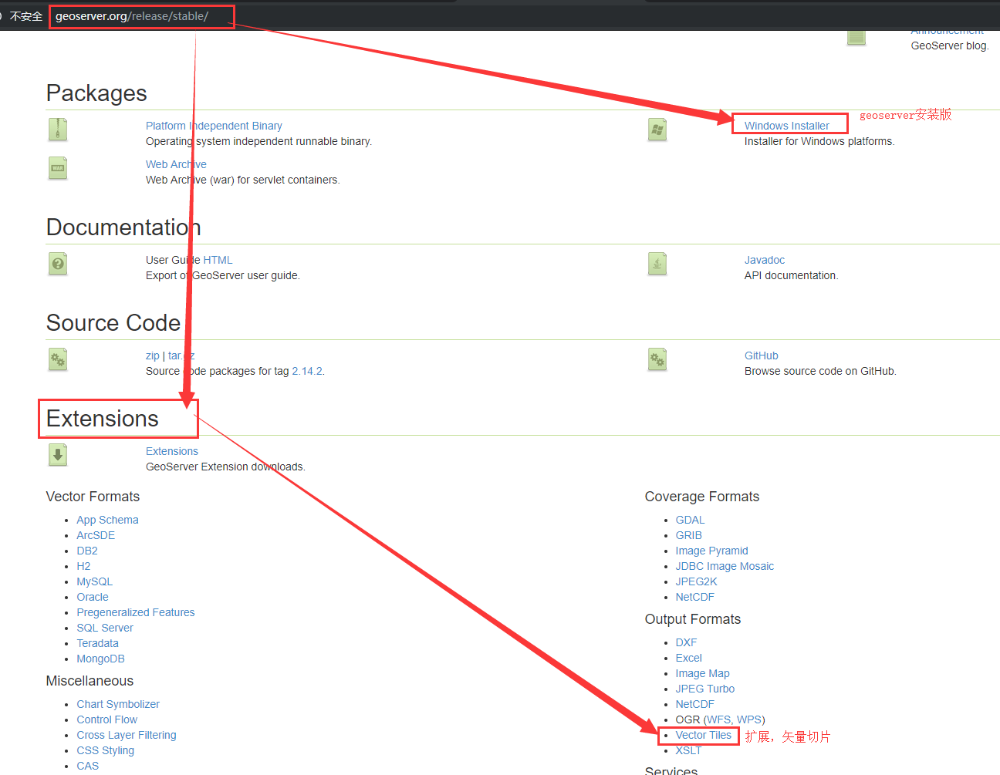 不安全 geoserver.org/release/stable/
Announcement
GeoServer blog.
Packages
Platform Independent Binary
Operating system independent runnable binary.
Windows Installer
Installer for Windows platforms.
geoserver安装版
WAR
Web Archive
Web Archive (war) for servlet containers.
Documentation
User Guide HTML
Export of GeoServer user guide.
Javadoc
API documentation.
Source Code
zip | tar.gz
Source code packages for tag 2.14.2.
GitHub
Browse source code on GitHub.
Extensions
Extensions
GeoServer Extension downloads.
Vector Formats
App Schema
ArcSDE
DB2
H2
MySQL
Oracle
Pregeneralized Features
SQL Server
Teradata
MongoDB
Miscellaneous
Chart Symbolizer
Control Flow
Cross Layer Filtering
CSS Styling
CAS
Coverage Formats
GDAL
GRIB
Image Pyramid
JDBC Image Mosaic
JPEG2K
NetCDF
Output Formats
DXF
Excel
Image Map
JPEG Turbo
NetCDF
OGR (WFS, WPS)
Vector Tiles
扩展，矢量切片
XSLT
Services